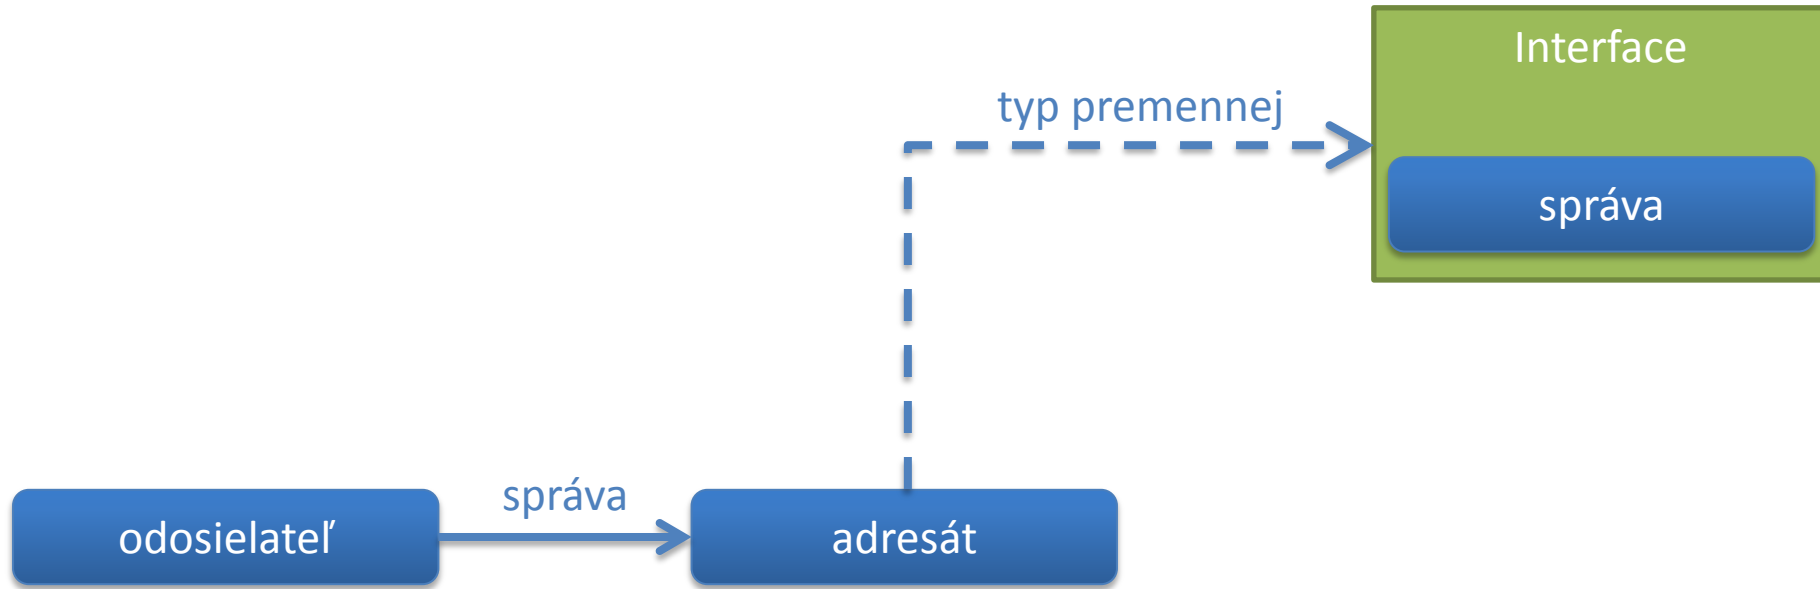 Interface
typ premennej
správa
správa
odosielateľ
adresát